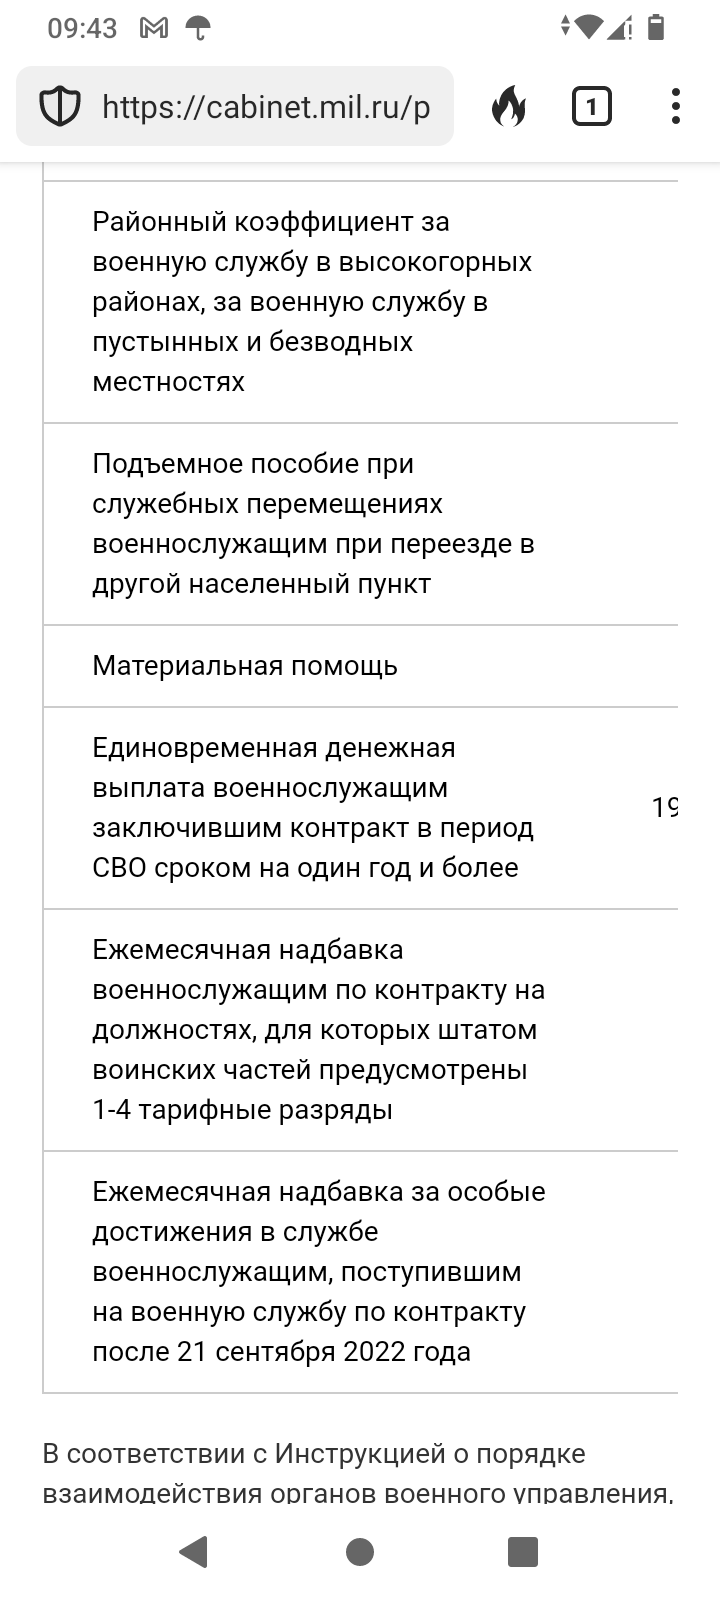 09:43
https://cabinet.mil.ru/p
1
Районный коэффициент за
военную службу в высокогорных
районах, за военную службу в
пустынных и безводных
местностях
Подъемное пособие при
служебных перемещениях
военнослужащим при переезде в
другой населенный пункт
Материальная помощь
Единовременная денежная
выплата военнослужащим
заключившим контракт в период
СВО сроком на один год и более
19
Ежемесячная надбавка
военнослужащим по контракту на
должностях, для которых штатом
воинских частей предусмотрены
1-4 тарифные разряды
Ежемесячная надбавка за особые
достижения в службе
военнослужащим, поступившим
на военную службу по контракту
после 21 сентября 2022 года
В соответствии с Инструкцией о порядке
взаимодействия органов военного управления,